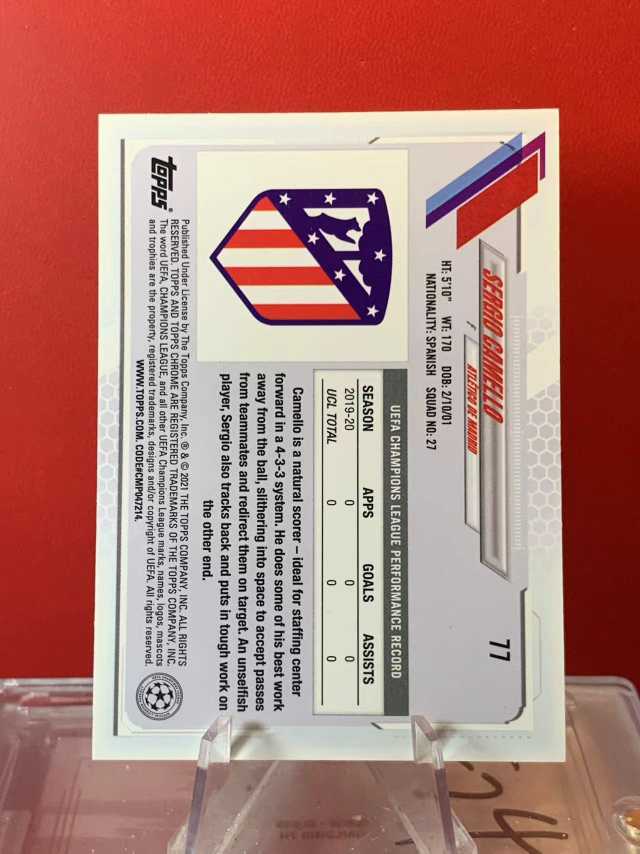 77
SERGIO CAMELLO
ATLÉTICO DE MADRID
HT: 5'10" WT: 170 DOB: 2/10/01
NATIONALITY: SPANISH SQUAD NO: 27
UEFA CHAMPIONS LEAGUE PERFORMANCE RECORD
SEASON APPS GOALS ASSISTS
2019-20 0 0 0
UCL TOTAL 0 0 0
Camello is a natural scorer – ideal for staffing center
forward in a 4-3-3 system. He does some of his best work
away from the ball, slithering into space to accept passes
from teammates and redirect them on target. An unselfish
player, Sergio also tracks back and puts in tough work on
the other end.
topps®
Published Under License by The Topps Company, Inc. ® & © 2021 THE TOPPS COMPANY, INC. ALL RIGHTS
RESERVED. TOPPS AND TOPPS CHROME ARE REGISTERED TRADEMARKS OF THE TOPPS COMPANY, INC.
The word UEFA, CHAMPIONS LEAGUE, and all other UEFA Champions League marks, names, logos, mascots
and trophies are the property, registered trademarks, designs and/or copyright of UEFA. All rights reserved.
WWW.TOPPS.COM. CODE#CMP047214.